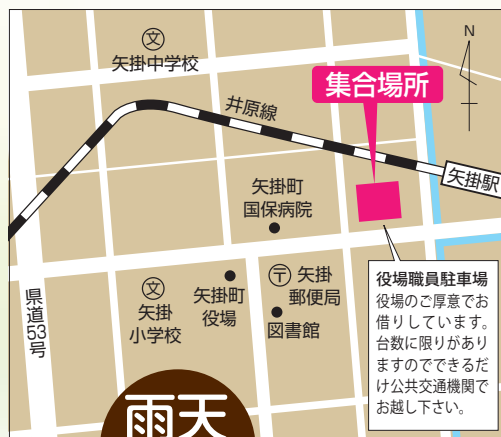 文
矢掛中学校
N
集合場所
井原線
矢掛駅
矢掛町
国保病院
県道53号
文
矢掛
小学校
矢掛町
役場
〒
矢掛
郵便局
図書館
役場職員駐車場
役場のご厚意でお
借りしています。
台数に限りがあり
ますのでできるだ
け公共交通機関で
お越し下さい。
雨天